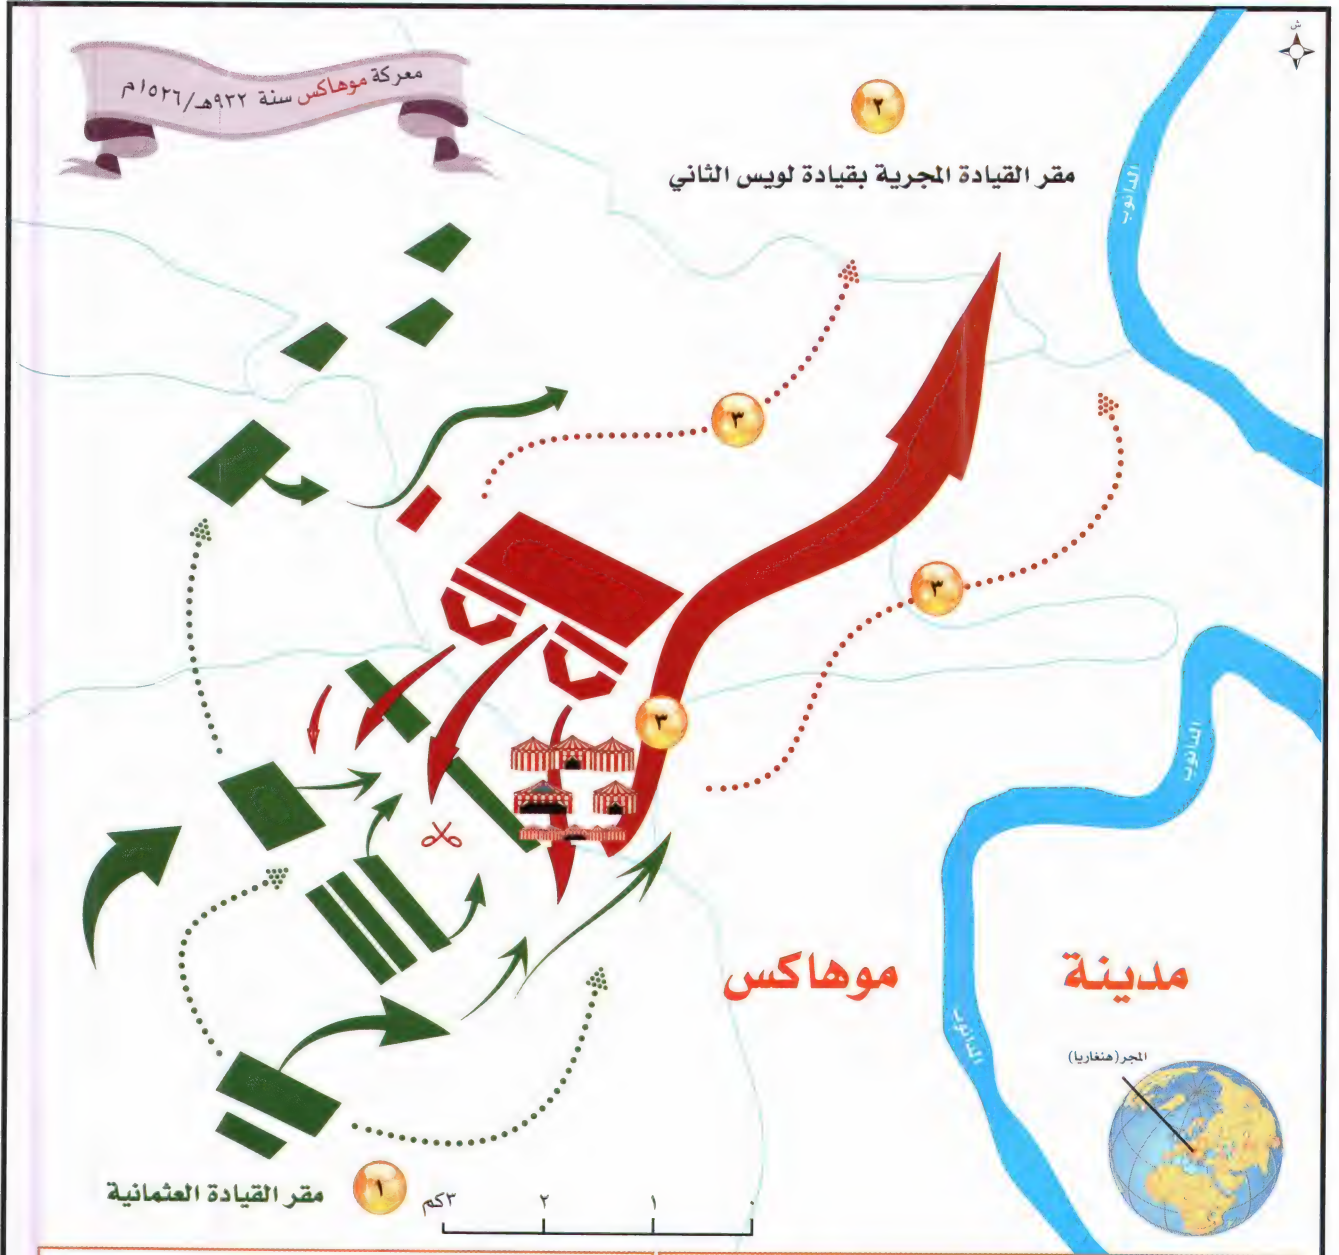 ش
معركة موهاكس سنة ٩٣٢هـ/١٥٢٦م
٢
مقر القيادة المجرية بقيادة لويس الثاني
الدانوب
٣
٣
٣
الدانوب
مدينة موهاكس
الدانوب
المجر(هنغاريا)
١
مقر القيادة العثمانية
٠ ١ ٢ ٣كم